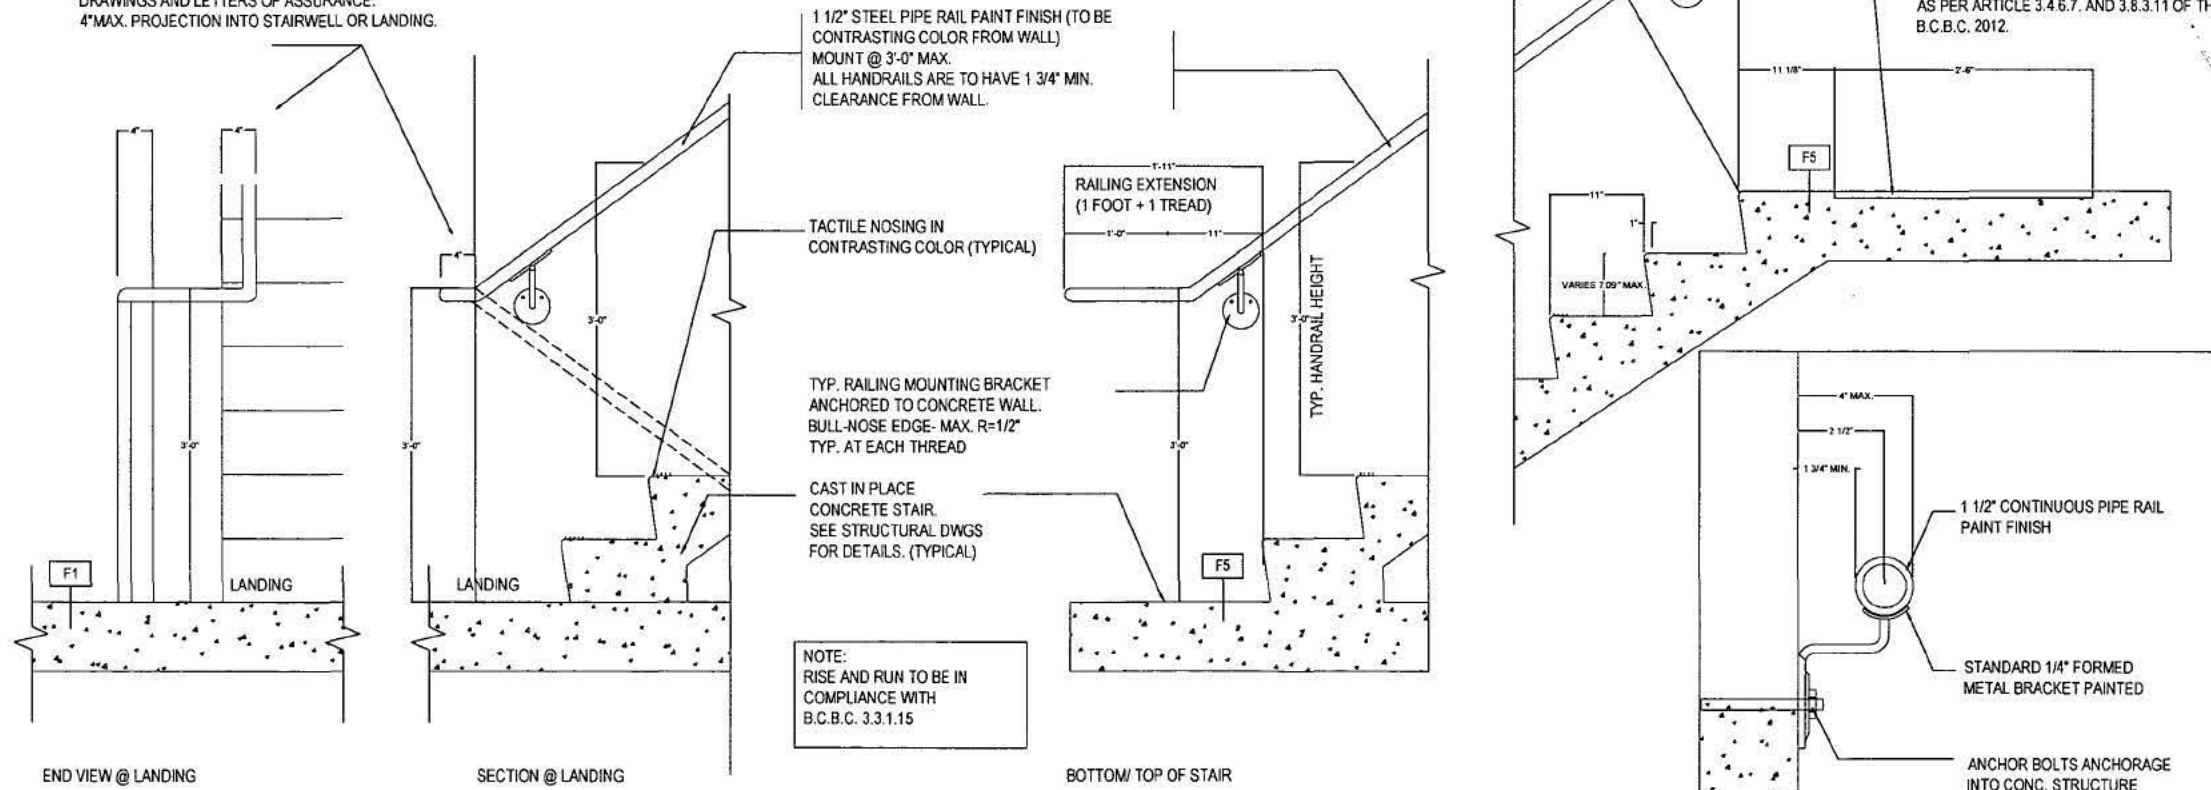 DRAWINGS AND LETTERS OF ASSURANCE.
4"MAX. PROJECTION INTO STAIRWELL OR LANDING.
4"
4"
3'-0"
F1
LANDING
END VIEW @ LANDING
4"
3'-0"
3'-0"
LANDING
SECTION @ LANDING
1 1/2" STEEL PIPE RAIL PAINT FINISH (TO BE
CONTRASTING COLOR FROM WALL)
MOUNT @ 3'-0" MAX.
ALL HANDRAILS ARE TO HAVE 1 3/4" MIN.
CLEARANCE FROM WALL.
TACTILE NOSING IN
CONTRASTING COLOR (TYPICAL)
TYP. RAILING MOUNTING BRACKET
ANCHORED TO CONCRETE WALL.
BULL-NOSE EDGE- MAX. R=1/2"
TYP. AT EACH THREAD
CAST IN PLACE
CONCRETE STAIR.
SEE STRUCTURAL DWGS
FOR DETAILS. (TYPICAL)
NOTE:
RISE AND RUN TO BE IN
COMPLIANCE WITH
B.C.B.C. 3.3.1.15
1'-11"
RAILING EXTENSION
(1 FOOT + 1 TREAD)
1'-0"
11"
3'-0"
TYP. HANDRAIL HEIGHT
3'-0"
F5
BOTTOM/ TOP OF STAIR
AS PER ARTICLE 3.4.6.7. AND 3.8.3.11 OF TH
B.C.B.C. 2012.
11 1/8"
2'-6"
F5
11"
1"
VARIES 7.09" MAX.
4" MAX.
2 1/2"
1 3/4" MIN.
1 1/2" CONTINUOUS PIPE RAIL
PAINT FINISH
STANDARD 1/4" FORMED
METAL BRACKET PAINTED
ANCHOR BOLTS ANCHORAGE
INTO CONC. STRUCTURE